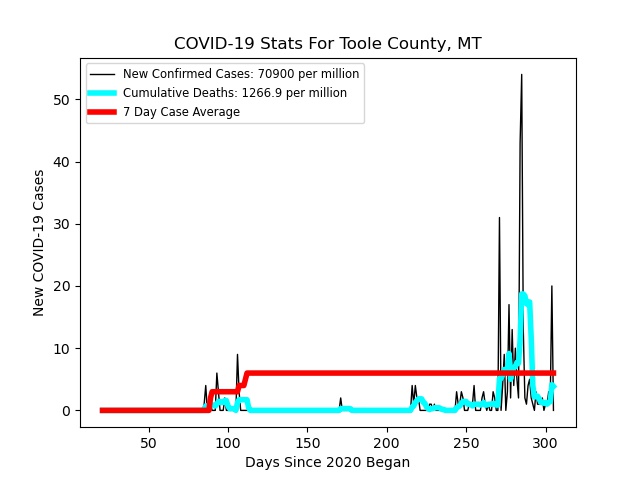 COVID-19 Stats For Toole County, MT
New Confirmed Cases: 70900 per million
Cumulative Deaths: 1266.9 per million
7 Day Case Average
New COVID-19 Cases
50
40
30
20
10
0
50 100 150 200 250 300
Days Since 2020 Began